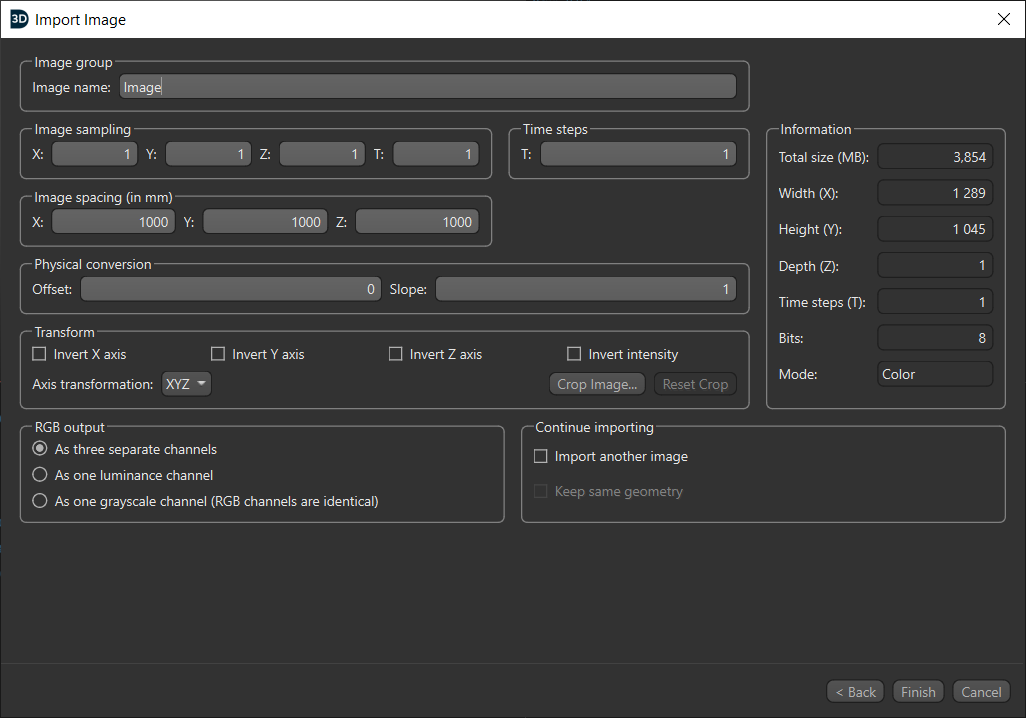 3D Import Image
Image group
Image name: Image
Image sampling
X: 1 Y: 1 Z: 1 T: 1
Time steps
T: 1
Image spacing (in mm)
X: 1000 Y: 1000 Z: 1000
Physical conversion
Offset: 0 Slope: 1
Transform
Invert X axis Invert Y axis Invert Z axis Invert intensity
Axis transformation: XYZ Crop Image... Reset Crop
Information
Total size (MB): 3,854
Width (X): 1 289
Height (Y): 1 045
Depth (Z): 1
Time steps (T): 1
Bits: 8
Mode: Color
RGB output
As three separate channels
As one luminance channel
As one grayscale channel (RGB channels are identical)
Continue importing
Import another image
Keep same geometry
< Back Finish Cancel